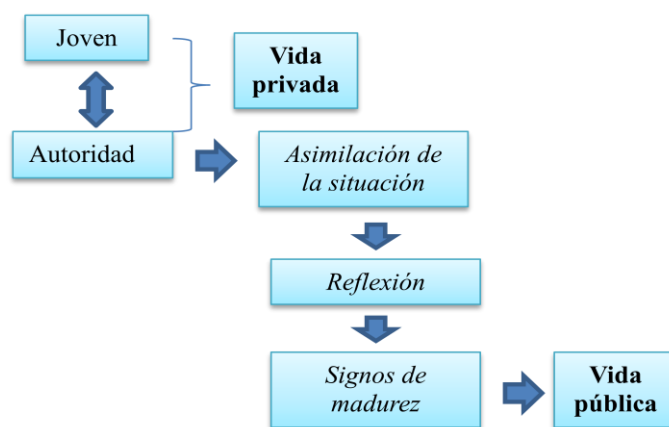 Joven
Vida
privada
Autoridad
Asimilación de
la situación
Reflexión
Signos de
madurez
Vida
pública